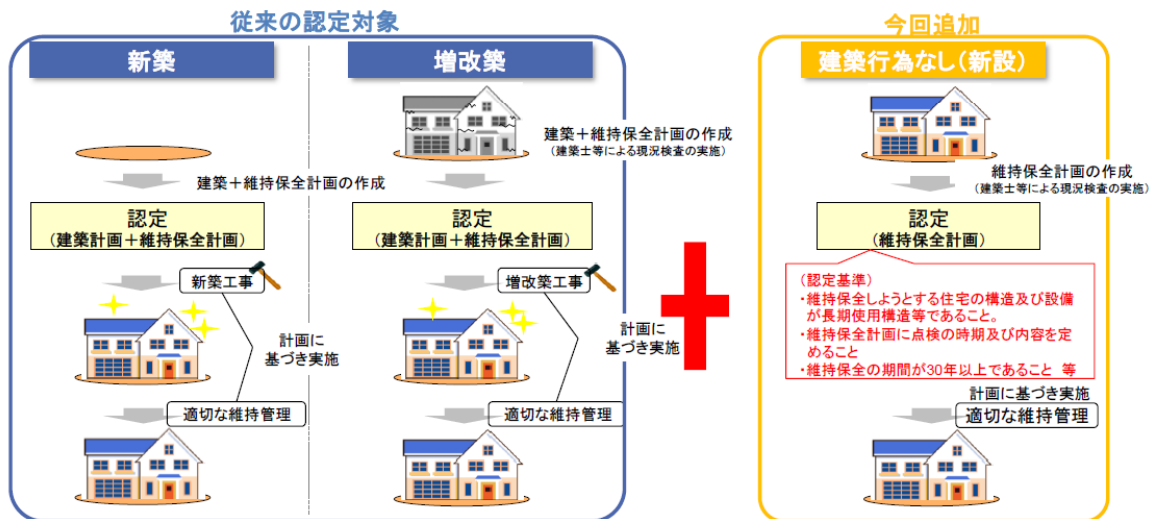 従来の認定対象
新築
建築+維持保全計画の作成
認定
(建築計画+維持保全計画)
新築工事
計画に
基づき実施
適切な維持管理
増改築
建築+維持保全計画の作成
(建築士等による現況検査の実施)
認定
(建築計画+維持保全計画)
増改築工事
計画に
基づき実施
適切な維持管理
今回追加
建築行為なし(新設)
維持保全計画の作成
(建築士等による現況検査の実施)
認定
(維持保全計画)
(認定基準)
・維持保全しようとする住宅の構造及び設備
が長期使用構造等であること。
・維持保全計画に点検の時期及び内容を定
めること
・維持保全の期間が30年以上であること 等
計画に基づき実施
適切な維持管理